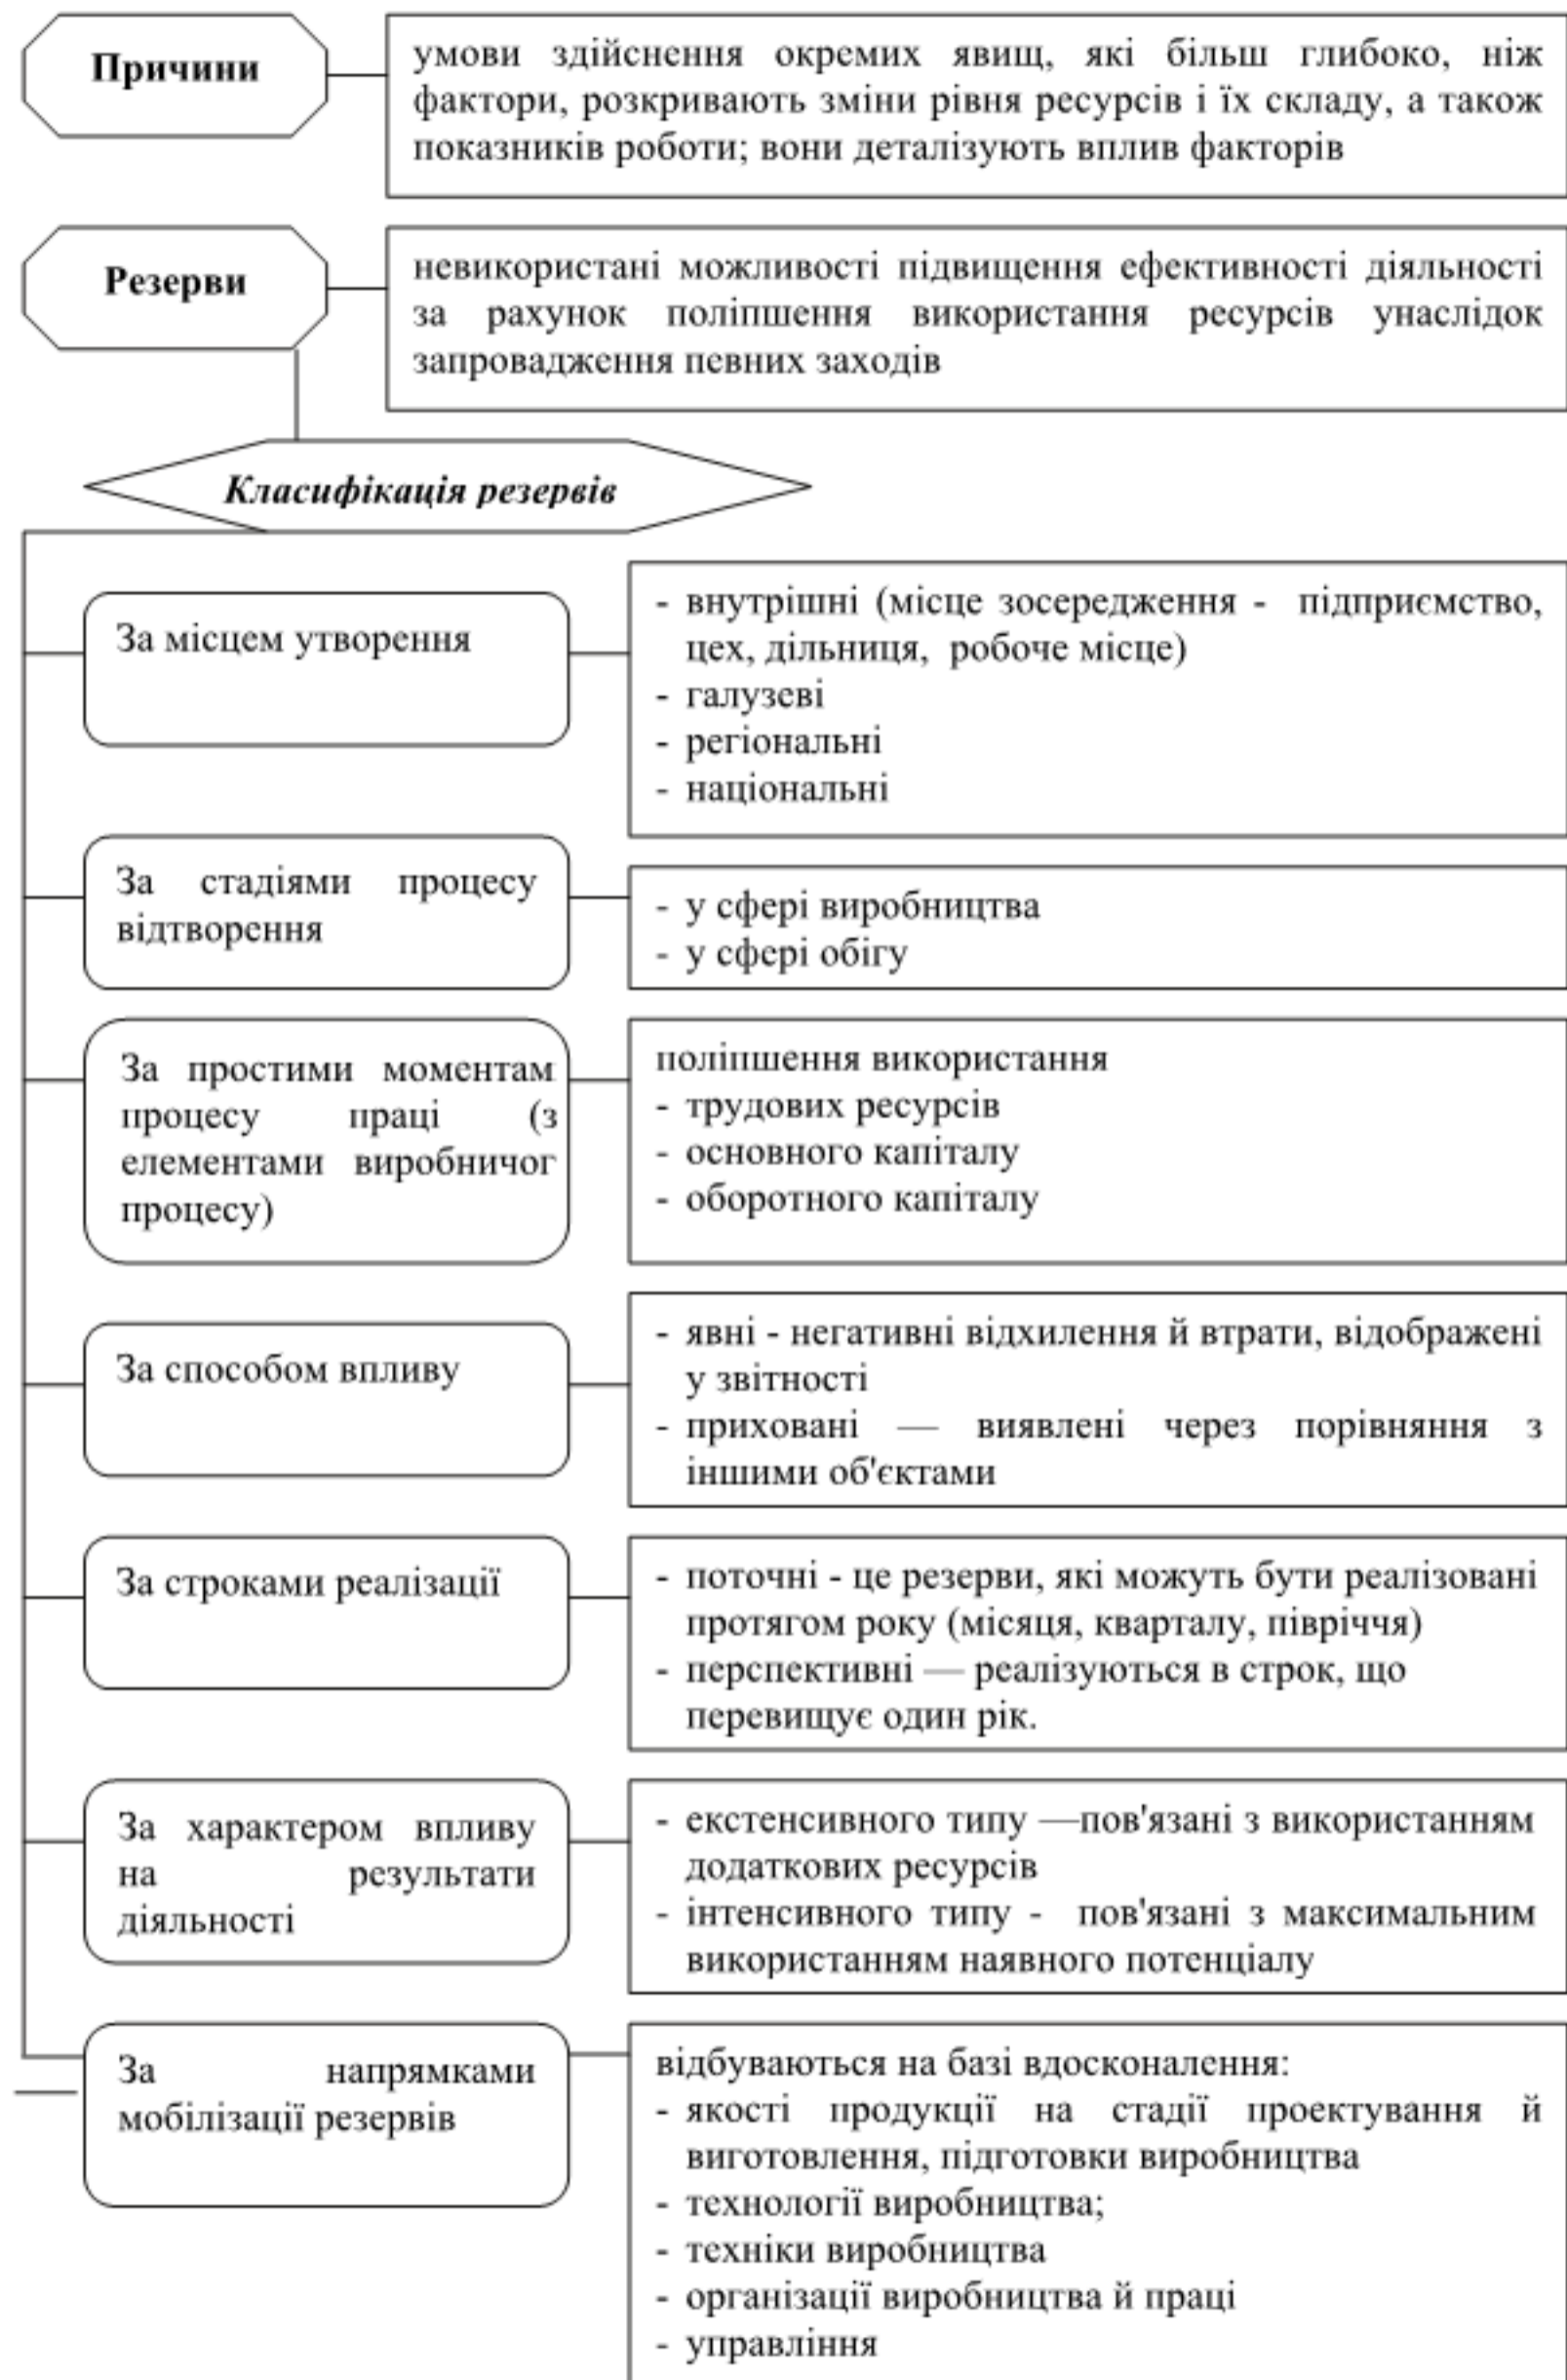 Причини
умови здійснення окремих явищ, які більш глибоко, ніж
фактори, розкривають зміни рівня ресурсів і їх складу, а також
показників роботи; вони деталізують вплив факторів
Резерви
невикористані можливості підвищення ефективності діяльності
за рахунок поліпшення використання ресурсів унаслідок
запровадження певних заходів
Класифікація резервів
За місцем утворення
- внутрішні (місце зосередження - підприємство,
цех, дільниця, робоче місце)
- галузеві
- регіональні
- національні
За стадіями процесу
відтворення
- у сфері виробництва
- у сфері обігу
За простими моментам
процесу праці (з
елементами виробничог
процесу)
поліпшення використання
- трудових ресурсів
- основного капіталу
- оборотного капіталу
За способом впливу
- явні - негативні відхилення й втрати, відображені
у звітності
- приховані — виявлені через порівняння з
іншими об'єктами
За строками реалізації
- поточні - це резерви, які можуть бути реалізовані
протягом року (місяця, кварталу, півріччя)
- перспективні — реалізуються в строк, що
перевищує один рік.
За характером впливу
на результати
діяльності
- екстенсивного типу —пов'язані з використанням
додаткових ресурсів
- інтенсивного типу - пов'язані з максимальним
використанням наявного потенціалу
За напрямками
мобілізації резервів
відбуваються на базі вдосконалення:
- якості продукції на стадії проектування й
виготовлення, підготовки виробництва
- технології виробництва;
- техніки виробництва
- організації виробництва й праці
- управління